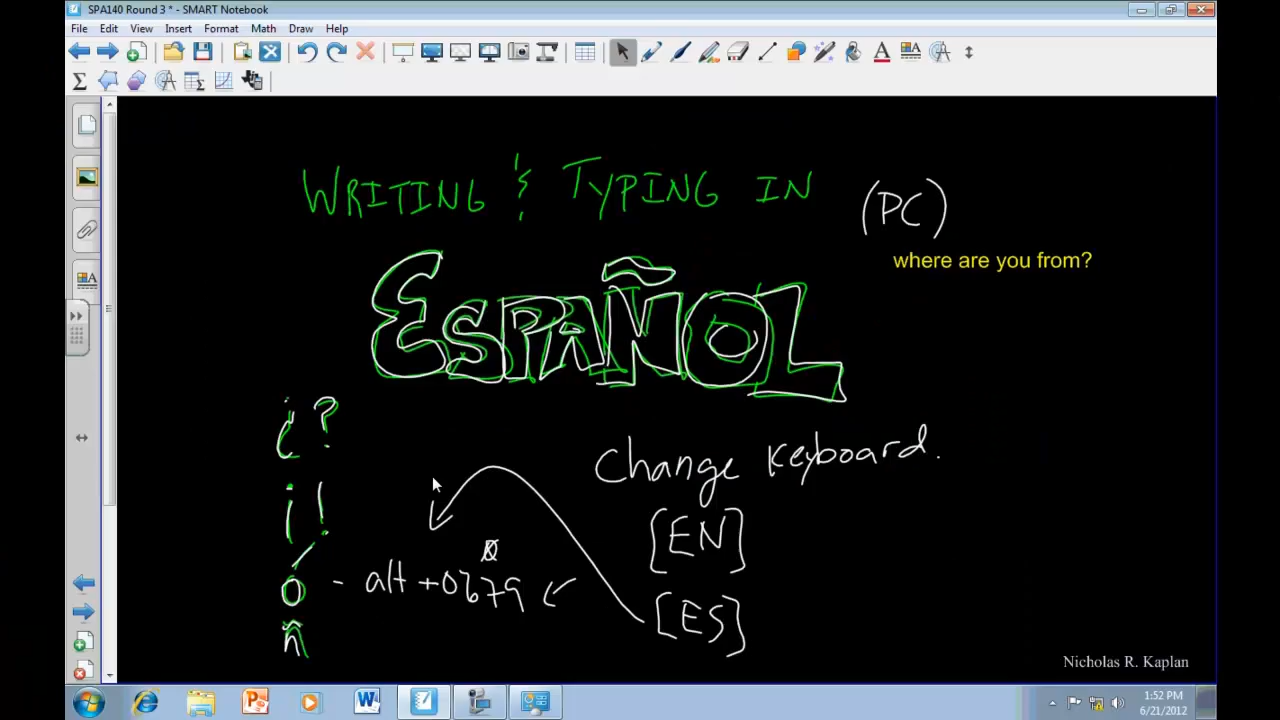 SPA140 Round 3 * - SMART Notebook
File Edit View Insert Format Math Draw Help
WRITING & TYPING IN
(PC)
where are you from?
ESPAÑOL
¿ ?
Change Keyboard.
¡ !
[EN]
ó - alt + 0679
[ES]
ñ
Nicholas R. Kaplan
1:52 PM
6/21/2012